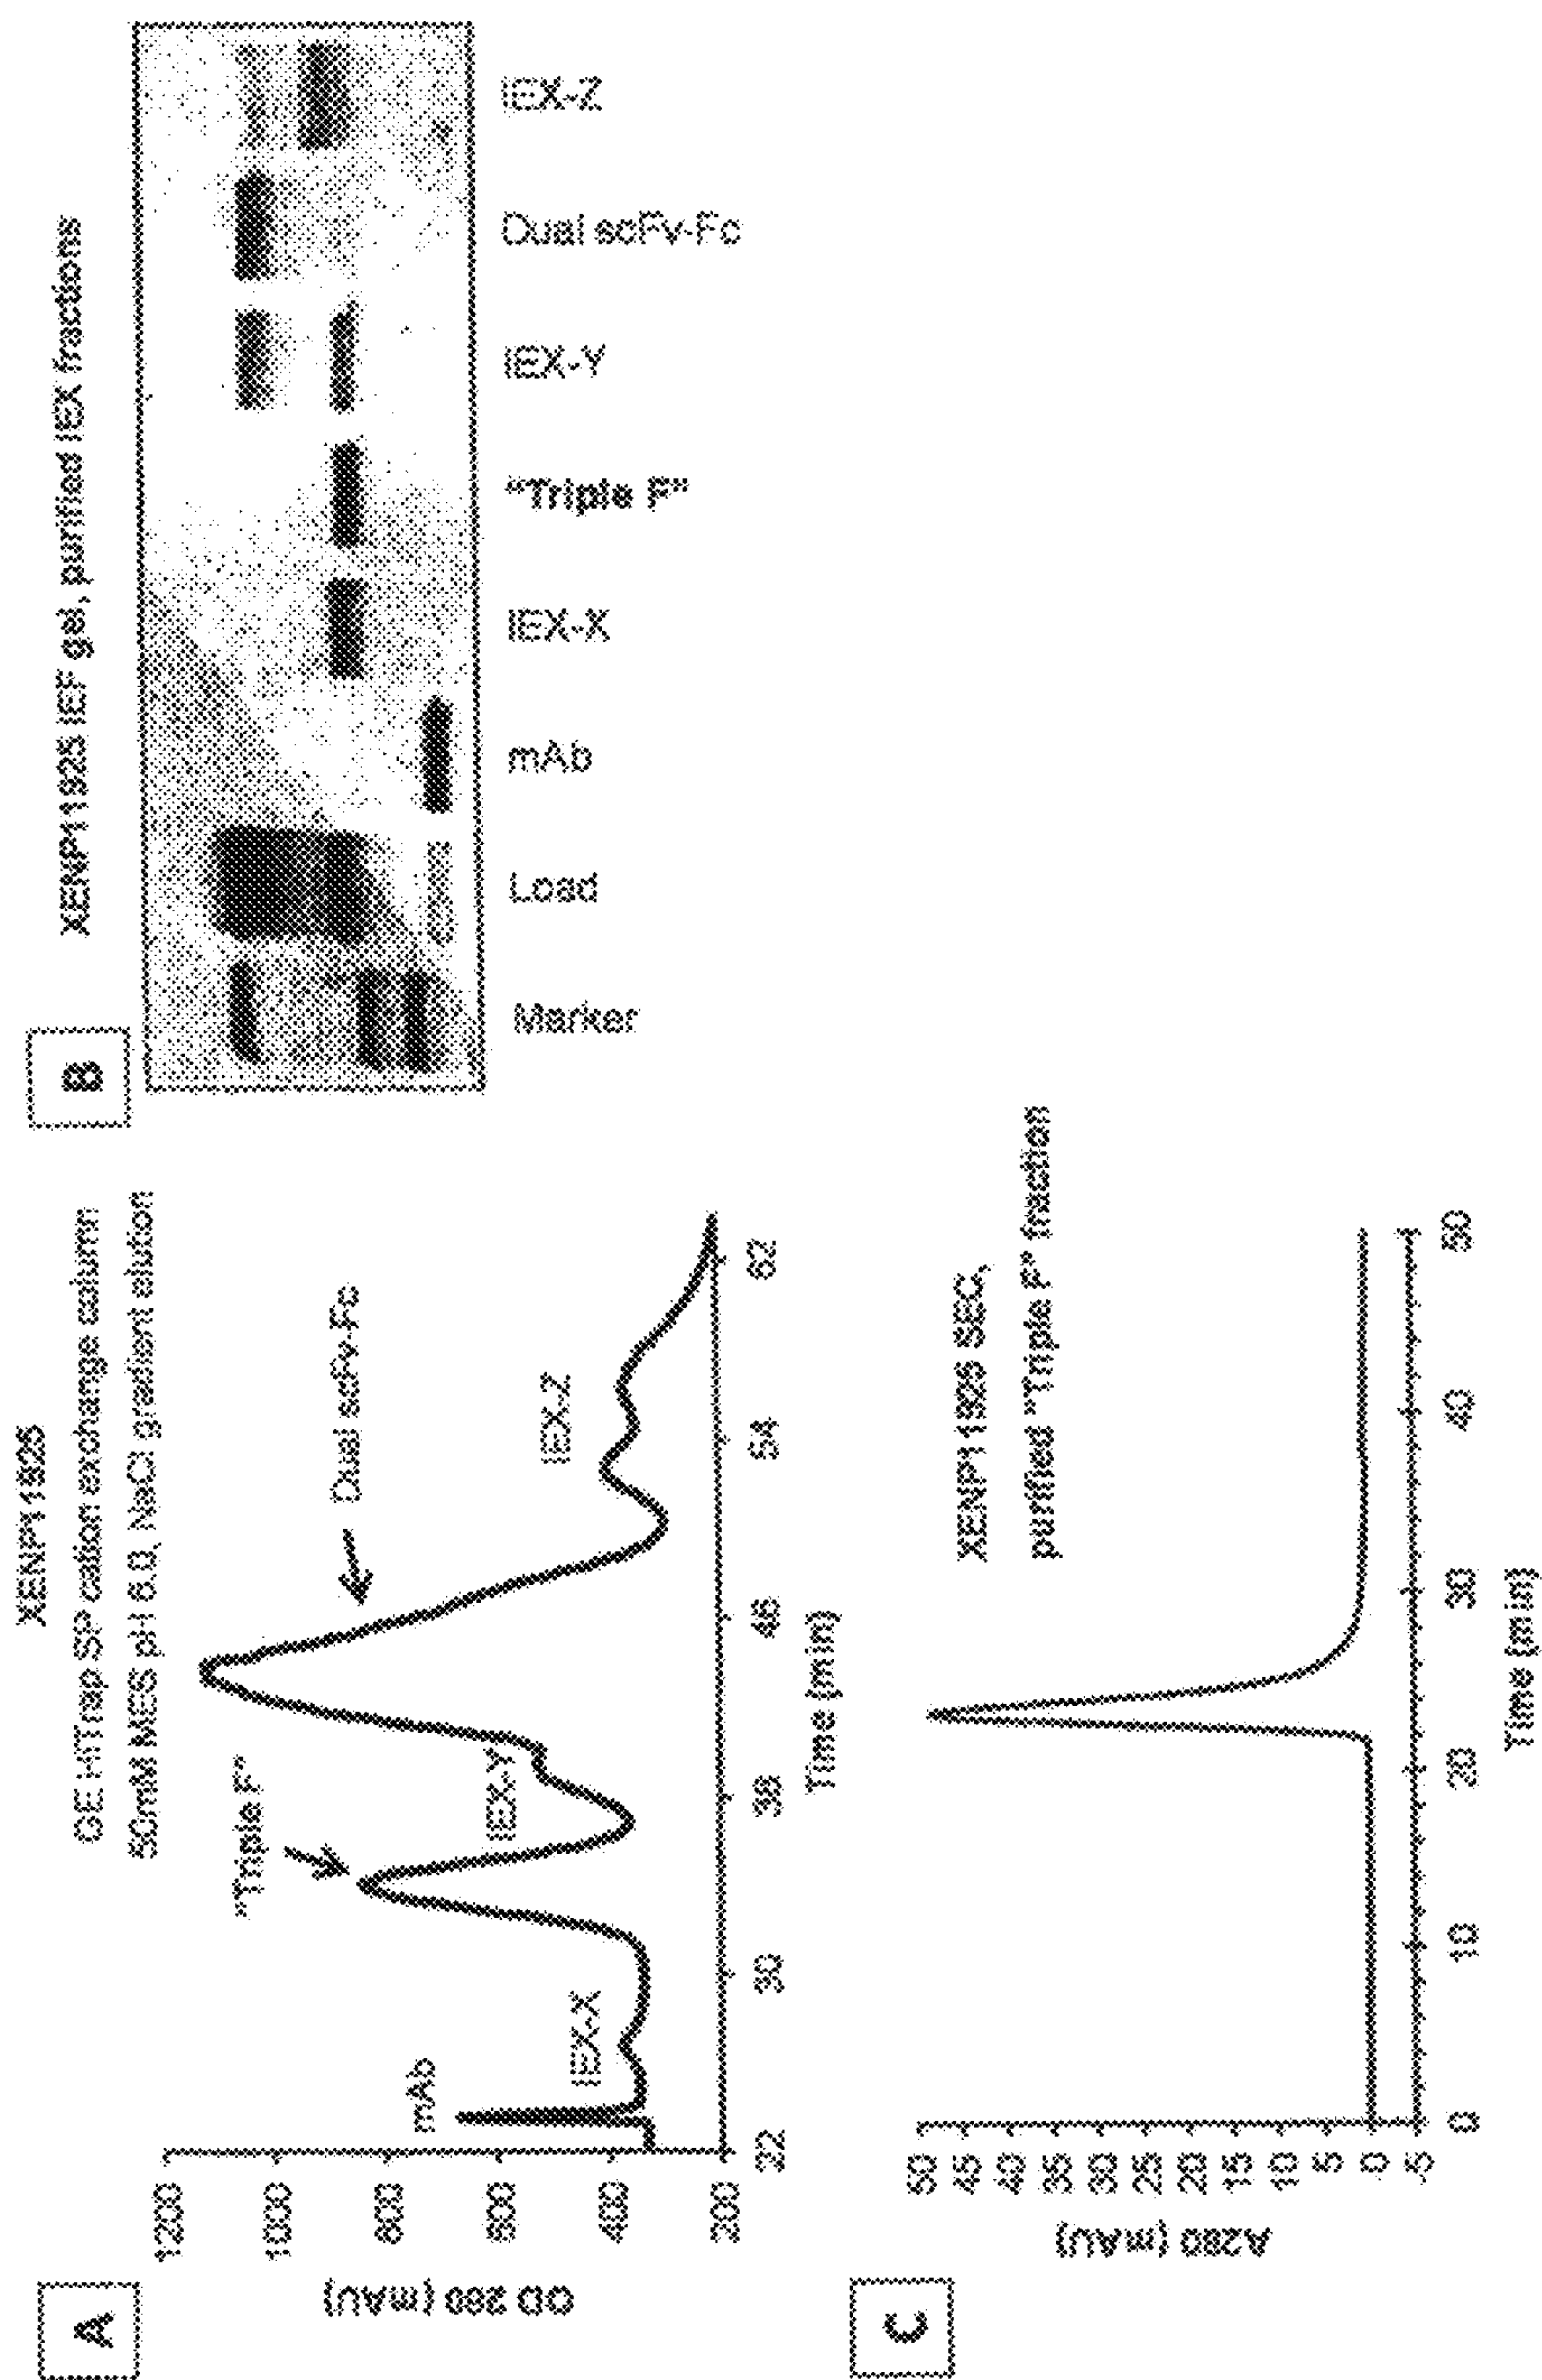 A
XENP11925
GE HiTrap SP cation exchange column
50mM MES pH 6.0, NaCl gradient elution
OD 280 (mAU)
1200
1000
800
600
400
200
mAb
IEX-X
"Triple F"
IEX-Y
Dual scFv-Fc
IEX-Z
22
30
38
46
54
62
Time (min)
B
XENP11925 IEF gel, purified IEX fractions
Marker
Load
mAb
IEX-X
"Triple F"
IEX-Y
Dual scFv-Fc
IEX-Z
C
XENP11925 SEC,
purified "Triple F" fraction
A280 (mAU)
50
45
40
35
30
25
20
15
10
5
0
-5
0
10
20
30
40
50
Time (min)